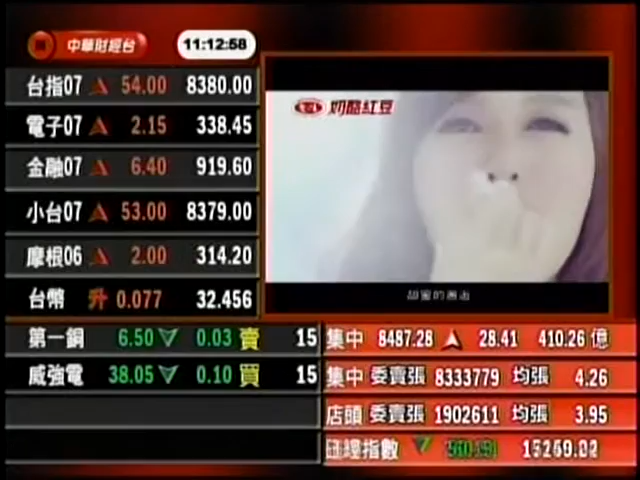 中華財經台 11:12:58
台指07 54.00 8380.00
電子07 2.15 338.45
金融07 6.40 919.60
小台07 53.00 8379.00
摩根06 2.00 314.20
台幣 升 0.077 32.456
奶酪紅豆
第一銅 6.50 0.03 賣 15
威強電 38.05 0.10 買 15
集中 8487.28 28.41 410.26 億
集中 委賣張 8333779 均張 4.26
店頭 委賣張 1902611 均張 3.95
日經指數